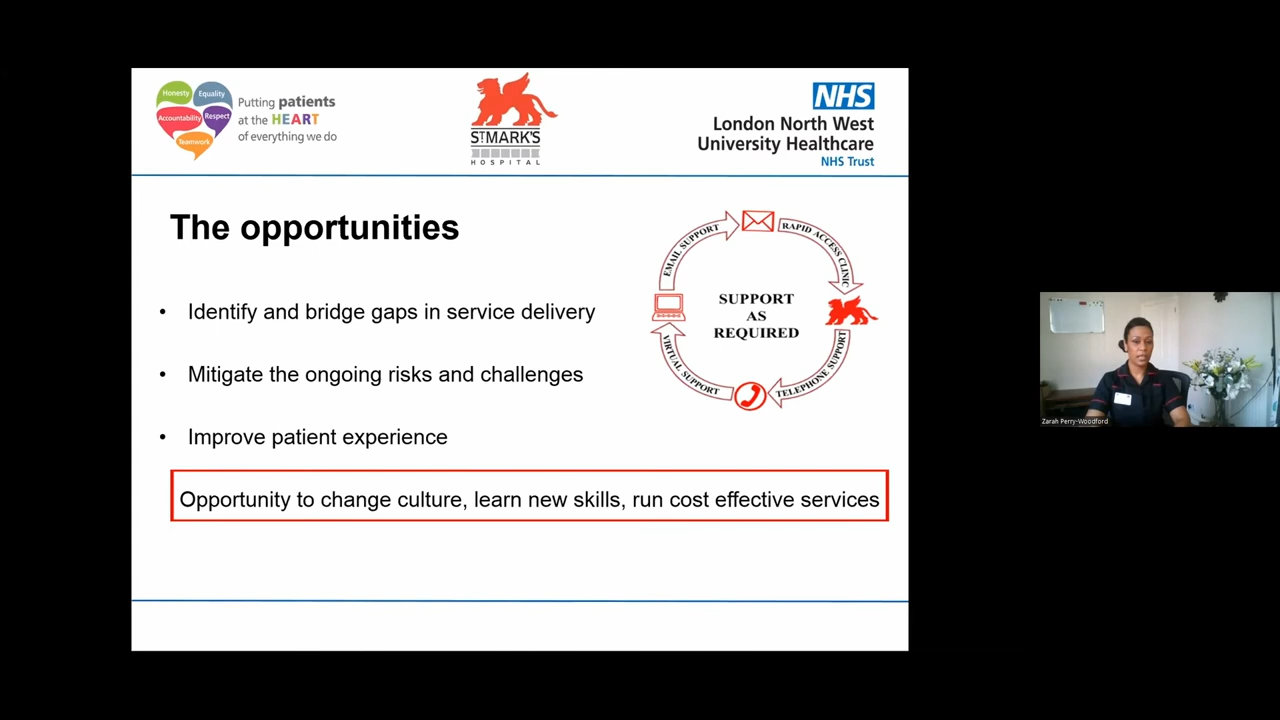 Honesty
Equality
Accountability
Respect
Teamwork
Putting patients
at the HEART
of everything we do
ST MARK'S
HOSPITAL
NHS
London North West
University Healthcare
NHS Trust
The opportunities
EMAIL SUPPORT
RAPID ACCESS CLINIC
SUPPORT
AS
REQUIRED
VIRTUAL SUPPORT
TELEPHONE SUPPORT
• Identify and bridge gaps in service delivery
• Mitigate the ongoing risks and challenges
• Improve patient experience
Opportunity to change culture, learn new skills, run cost effective services
Zarah Perry-Woodford